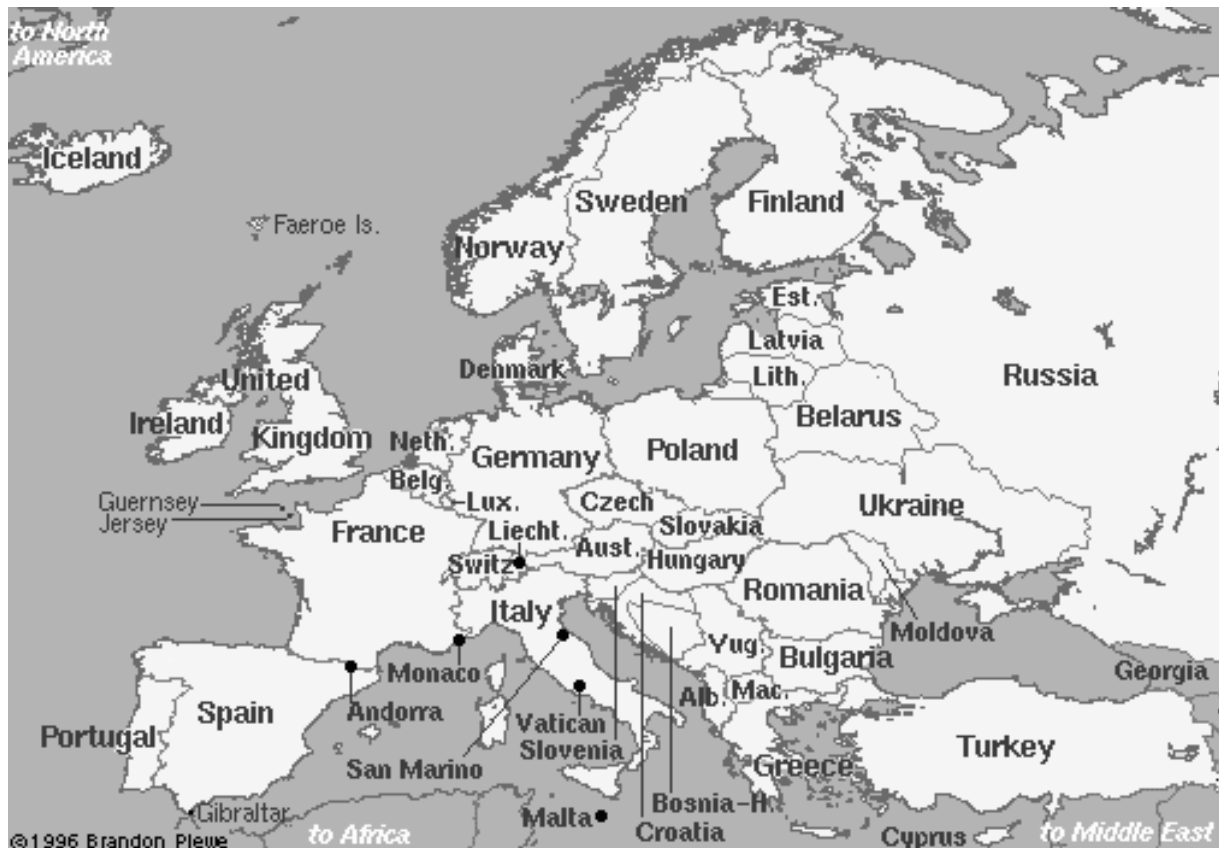 to North
America
Iceland
Faeroe Is.
Sweden
Finland
Norway
Est.
Latvia
Lith.
Denmark
Russia
United
Kingdom
Ireland
Belarus
Neth.
Poland
Germany
Belg.
Guernsey
Jersey
-Lux.
Czech
Ukraine
France
Slovakia
Liecht.
Aust.
Switz
Hungary
Romania
Italy
Moldova
Yug.
Bulgaria
Monaco
Georgia
Alb.
Mac.
Andorra
Spain
Portugal
Vatican
Slovenia
San Marino
Turkey
Greece
Bosnia-H.
Croatia
Gibraltar
Malta
Cyprus
to Africa
to Middle East
©1996 Brandon Plewe